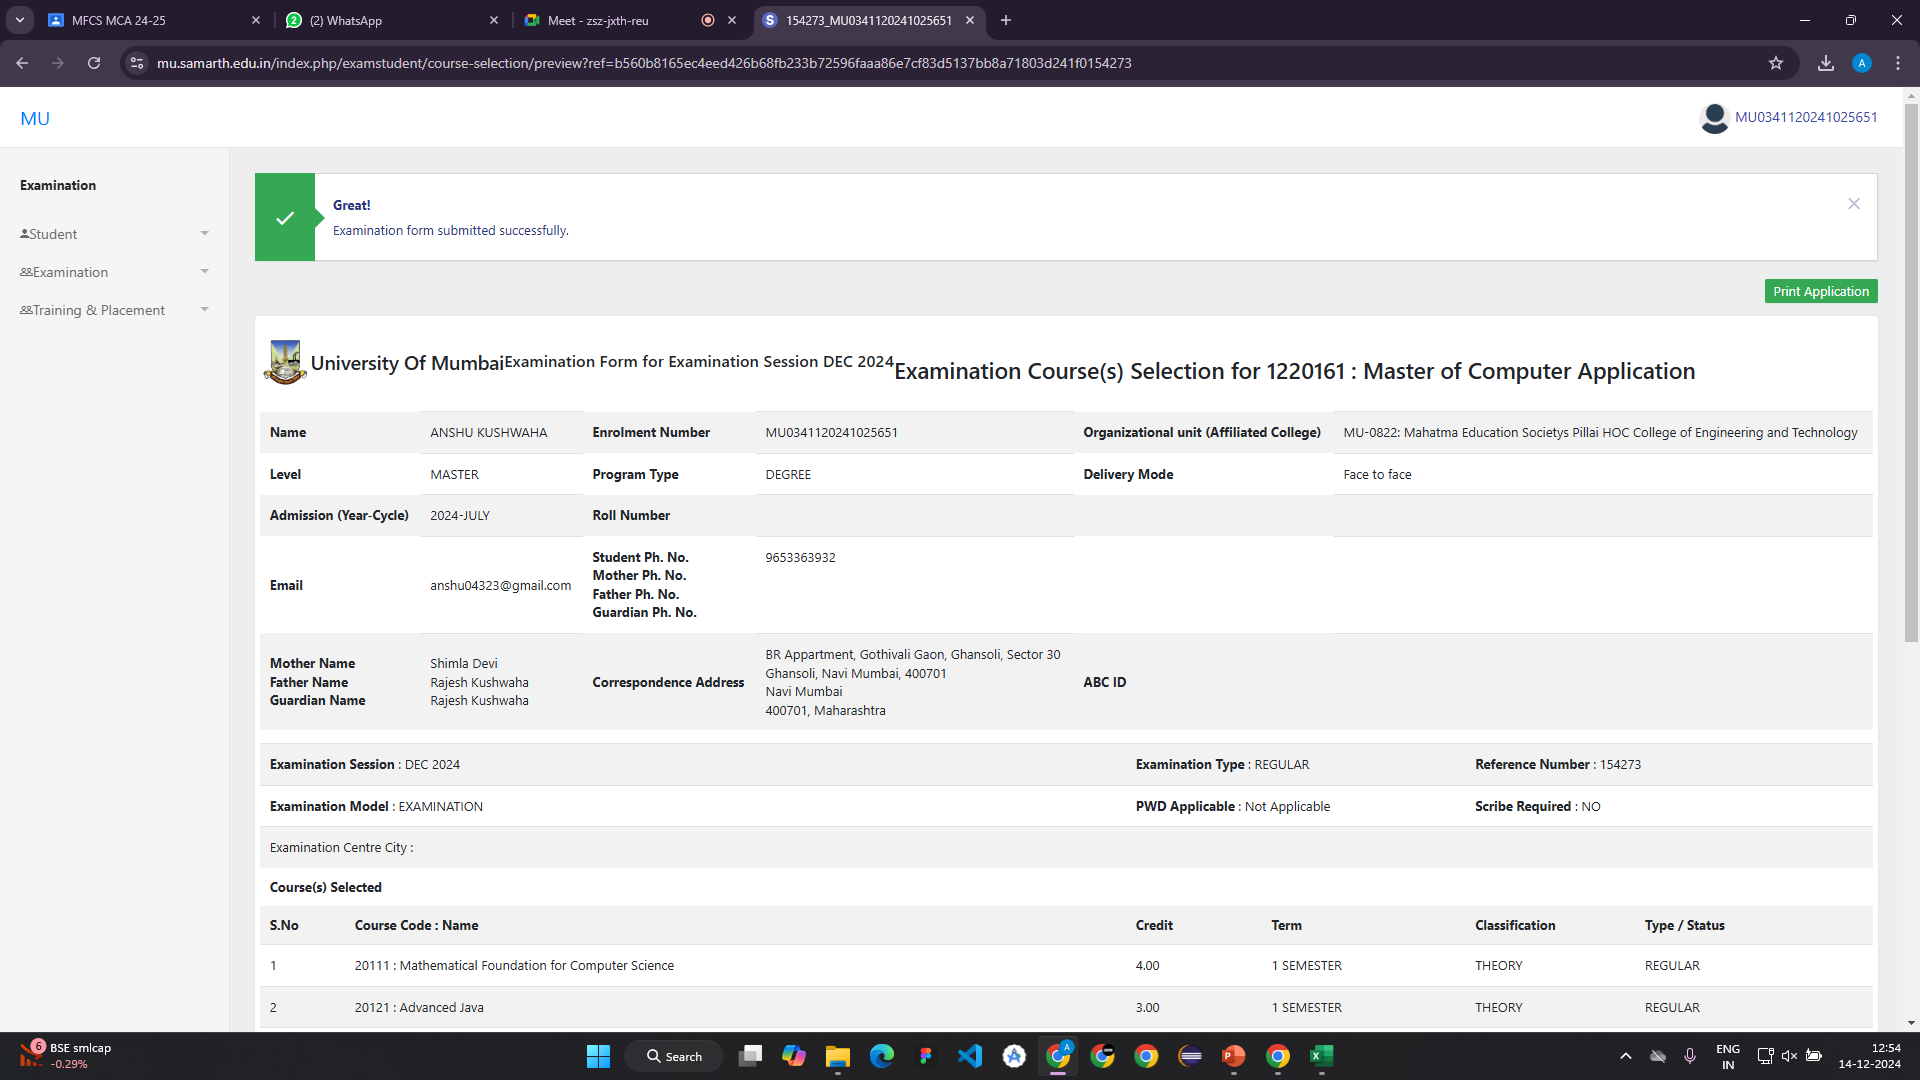 MFCS MCA 24-25
(2) WhatsApp
Meet - zsz-jxth-reu
154273_MU0341120241025651
mu.samarth.edu.in/index.php/examstudent/course-selection/preview?ref=b560b8165ec4eed426b68fb233b72596faaa86e7cf83d5137bb8a71803d241f0154273
A
MU
MU0341120241025651
Examination
Student
Examination
Training & Placement
Great!
Examination form submitted successfully.
Print Application
University Of Mumbai Examination Form for Examination Session DEC 2024 Examination Course(s) Selection for 1220161 : Master of Computer Application
Name ANSHU KUSHWAHA Enrolment Number MU0341120241025651 Organizational unit (Affiliated College) MU-0822: Mahatma Education Societys Pillai HOC College of Engineering and Technology
Level MASTER Program Type DEGREE Delivery Mode Face to face
Admission (Year-Cycle) 2024-JULY Roll Number
Email anshu04323@gmail.com
Student Ph. No. 9653363932
Mother Ph. No.
Father Ph. No.
Guardian Ph. No.
Mother Name Shimla Devi
Father Name Rajesh Kushwaha
Guardian Name Rajesh Kushwaha
Correspondence Address
BR Appartment, Gothivali Gaon, Ghansoli, Sector 30
Ghansoli, Navi Mumbai, 400701
Navi Mumbai
400701, Maharashtra
ABC ID
Examination Session : DEC 2024 Examination Type : REGULAR Reference Number : 154273
Examination Model : EXAMINATION PWD Applicable : Not Applicable Scribe Required : NO
Examination Centre City :
Course(s) Selected
S.No Course Code : Name Credit Term Classification Type / Status
1 20111 : Mathematical Foundation for Computer Science 4.00 1 SEMESTER THEORY REGULAR
2 20121 : Advanced Java 3.00 1 SEMESTER THEORY REGULAR
6
BSE smlcap
-0.29%
Search
A
ENG
IN
12:54
14-12-2024